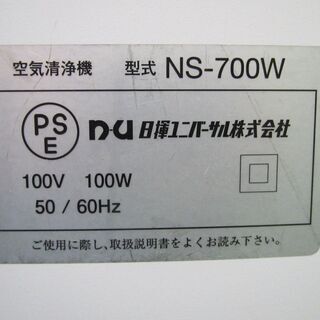 空気清浄機 型式 NS-700W
PS
E
n·u 日揮ユニバーサル株式会社
100V 100W
50 / 60Hz
ご使用に際し、取扱説明書をよくお読み下さい。